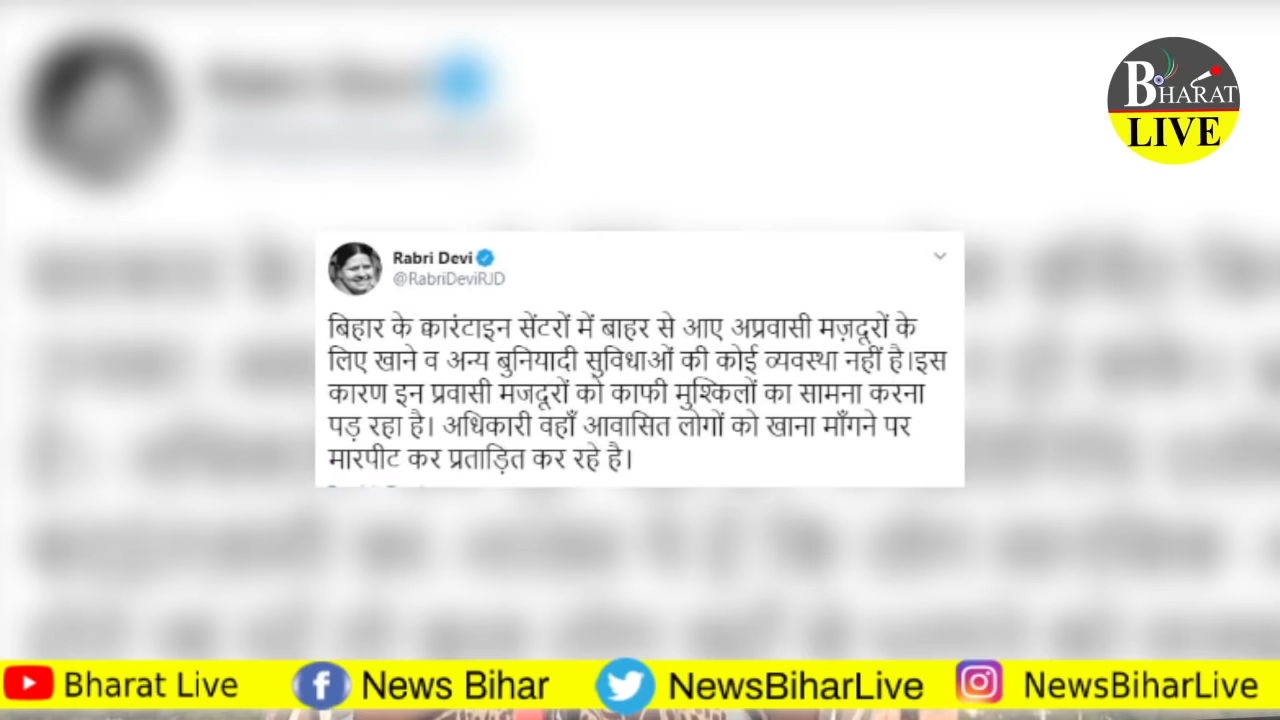 BHARAT
LIVE
Rabri Devi
@RabriDeviRJD
बिहार के क्वारंटाइन सेंटरों में बाहर से आए अप्रवासी मज़दूरों के
लिए खाने व अन्य बुनियादी सुविधाओं की कोई व्यवस्था नहीं है।इस
कारण इन प्रवासी मजदूरों को काफी मुश्किलों का सामना करना
पड़ रहा है। अधिकारी वहाँ आवासित लोगों को खाना माँगने पर
मारपीट कर प्रताड़ित कर रहे है।
Bharat Live
News Bihar
NewsBiharLive
NewsBiharLive